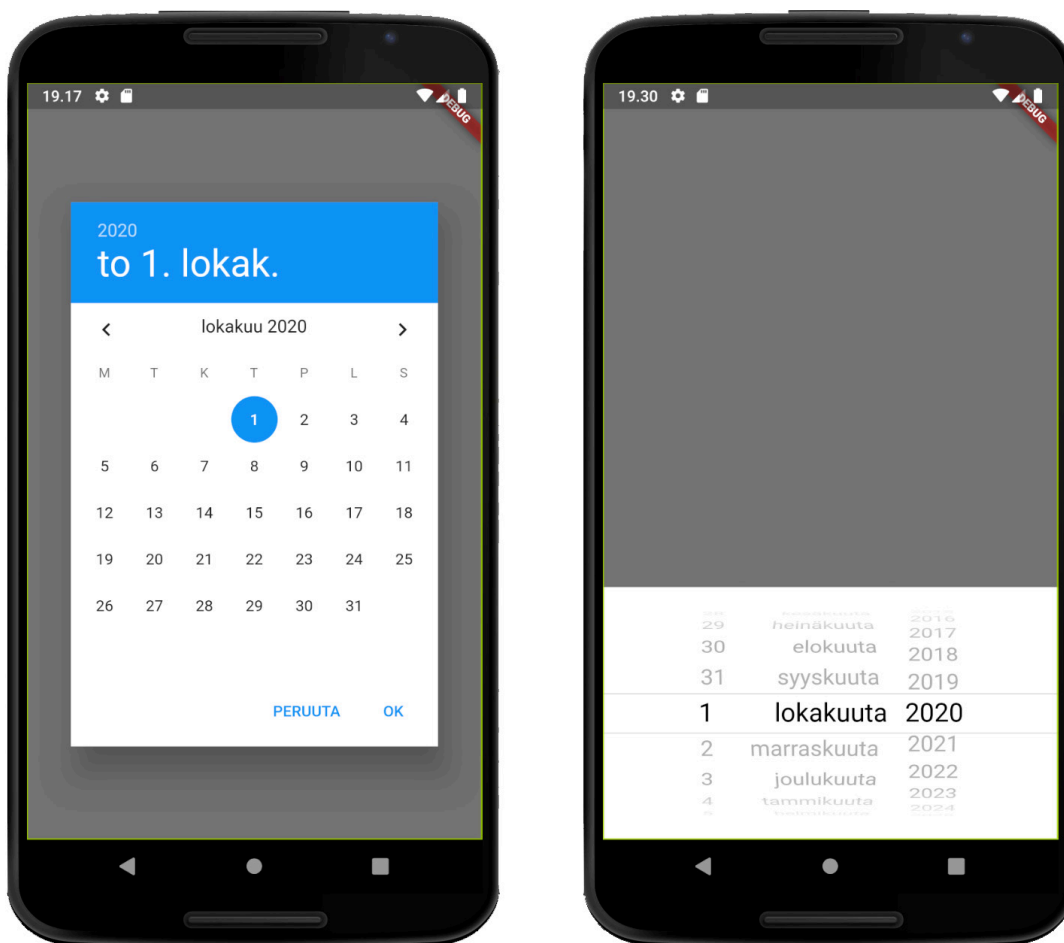 19.17
DEBUG
2020
to 1. lokak.
lokakuu 2020
M T K T P L S
1 2 3 4
5 6 7 8 9 10 11
12 13 14 15 16 17 18
19 20 21 22 23 24 25
26 27 28 29 30 31
PERUUTA OK
19.30
DEBUG
2016
29 heinäkuuta 2017
30 elokuuta 2018
31 syyskuuta 2019
1 lokakuuta 2020
2 marraskuuta 2021
3 joulukuuta 2022
4 tammikuuta 2023
2024